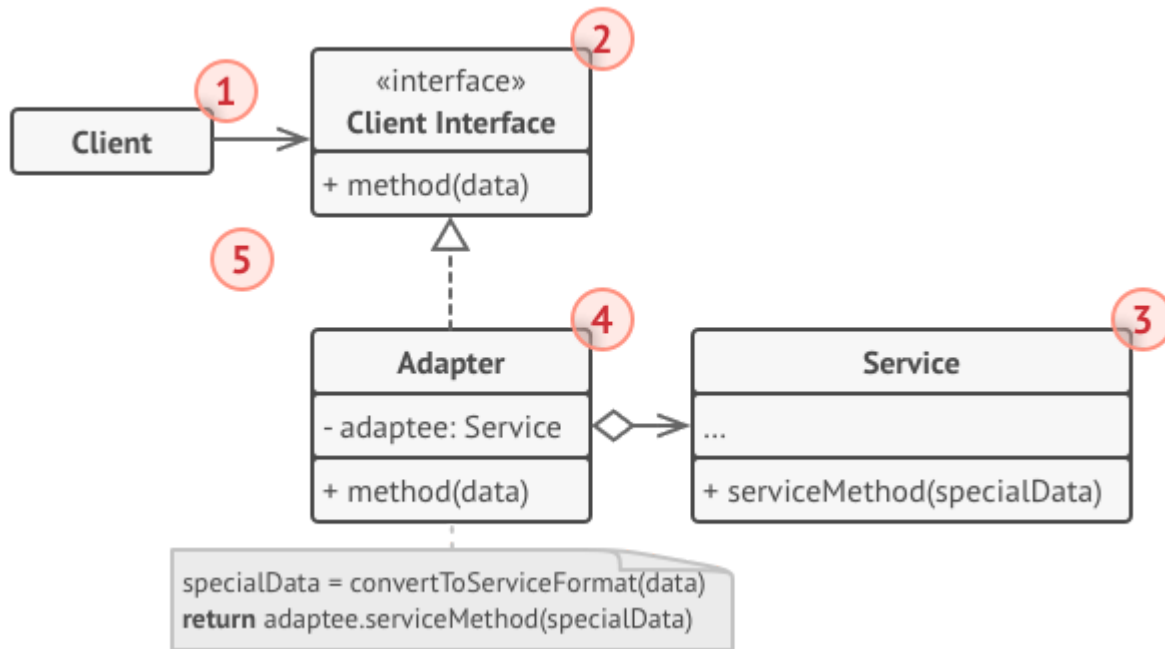 1
Client
2
«interface»
Client Interface
+ method(data)
5
4
Adapter
- adaptee: Service
+ method(data)
3
Service
...
+ serviceMethod(specialData)
specialData = convertToServiceFormat(data)
return adaptee.serviceMethod(specialData)